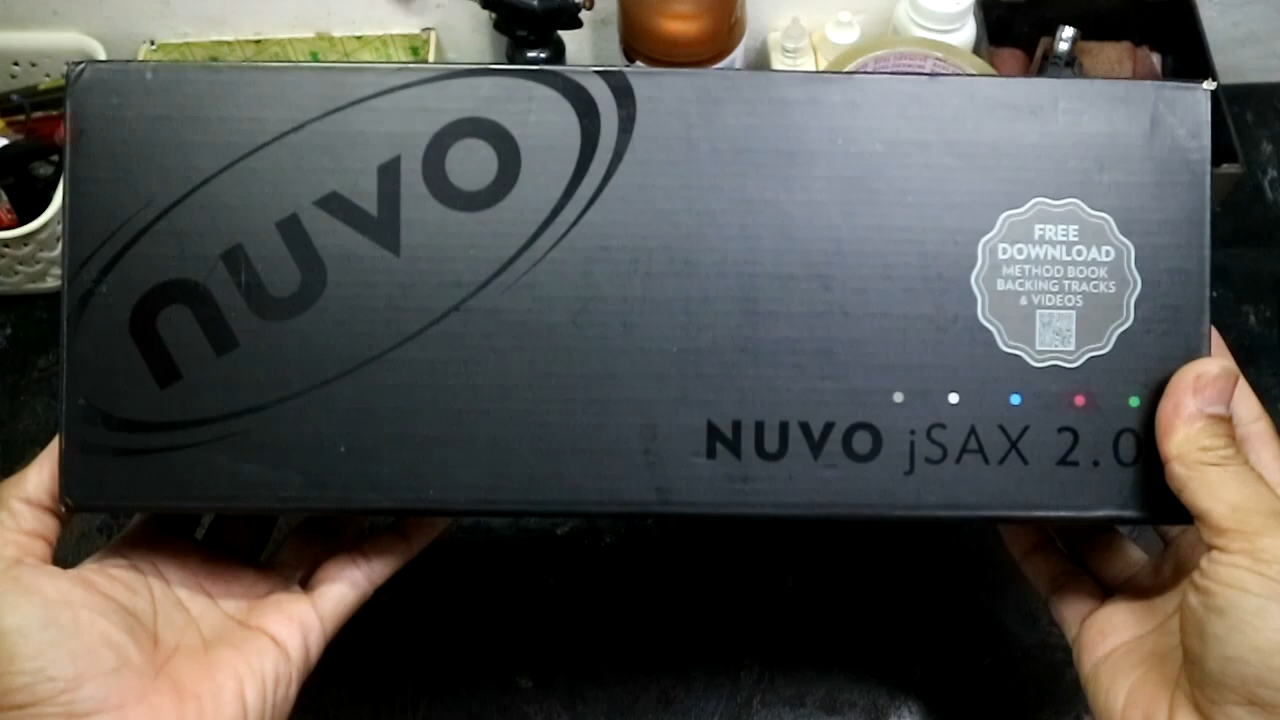 nuvo
FREE
DOWNLOAD
METHOD BOOK
BACKING TRACKS
& VIDEOS
NUVO jSAX 2.0